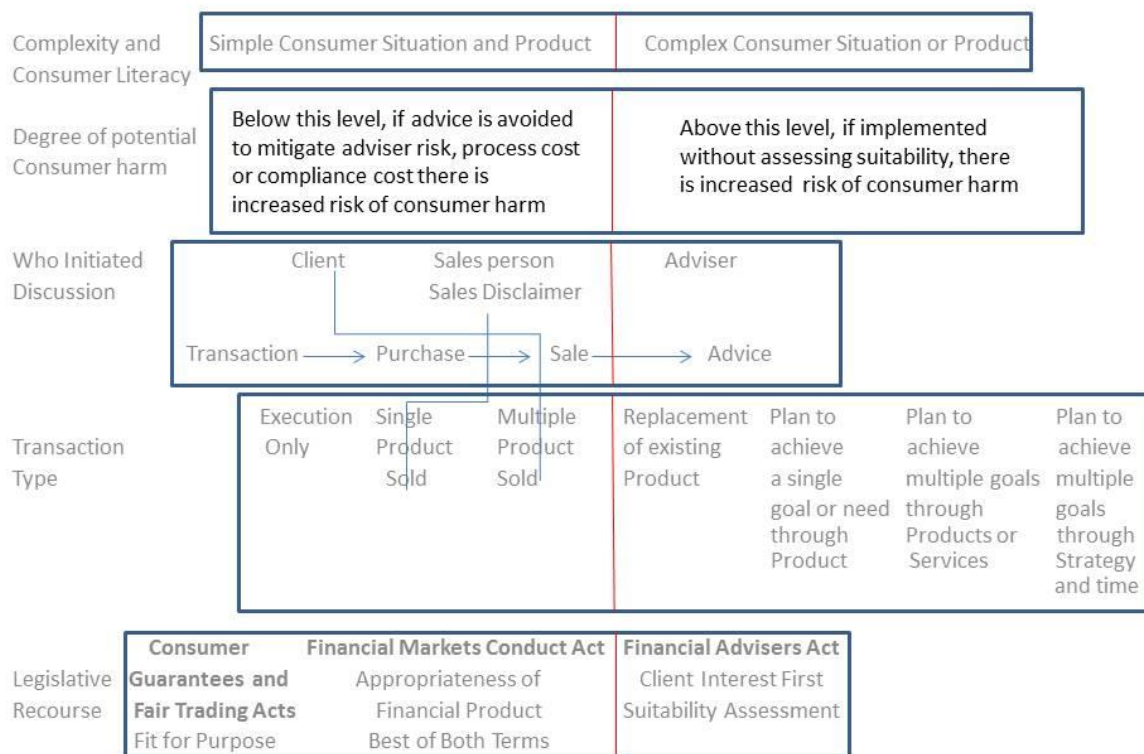 Complexity and
Consumer Literacy
Simple Consumer Situation and Product
Complex Consumer Situation or Product
Degree of potential
Consumer harm
Below this level, if advice is avoided
to mitigate adviser risk, process cost
or compliance cost there is
increased risk of consumer harm
Above this level, if implemented
without assessing suitability, there
is increased risk of consumer harm
Who Initiated
Discussion
Client
Sales person
Sales Disclaimer
Adviser
Transaction
Purchase
Sale
Advice
Transaction
Type
Execution
Only
Single
Product
Sold
Multiple
Product
Sold
Replacement
of existing
Product
Plan to
achieve
a single
goal or need
through
Product
Plan to
achieve
multiple goals
through
Products or
Services
Plan to
achieve
multiple
goals
through
Strategy
and time
Legislative
Recourse
Consumer
Guarantees and
Fair Trading Acts
Fit for Purpose
Financial Markets Conduct Act
Appropriateness of
Financial Product
Best of Both Terms
Financial Advisers Act
Client Interest First
Suitability Assessment